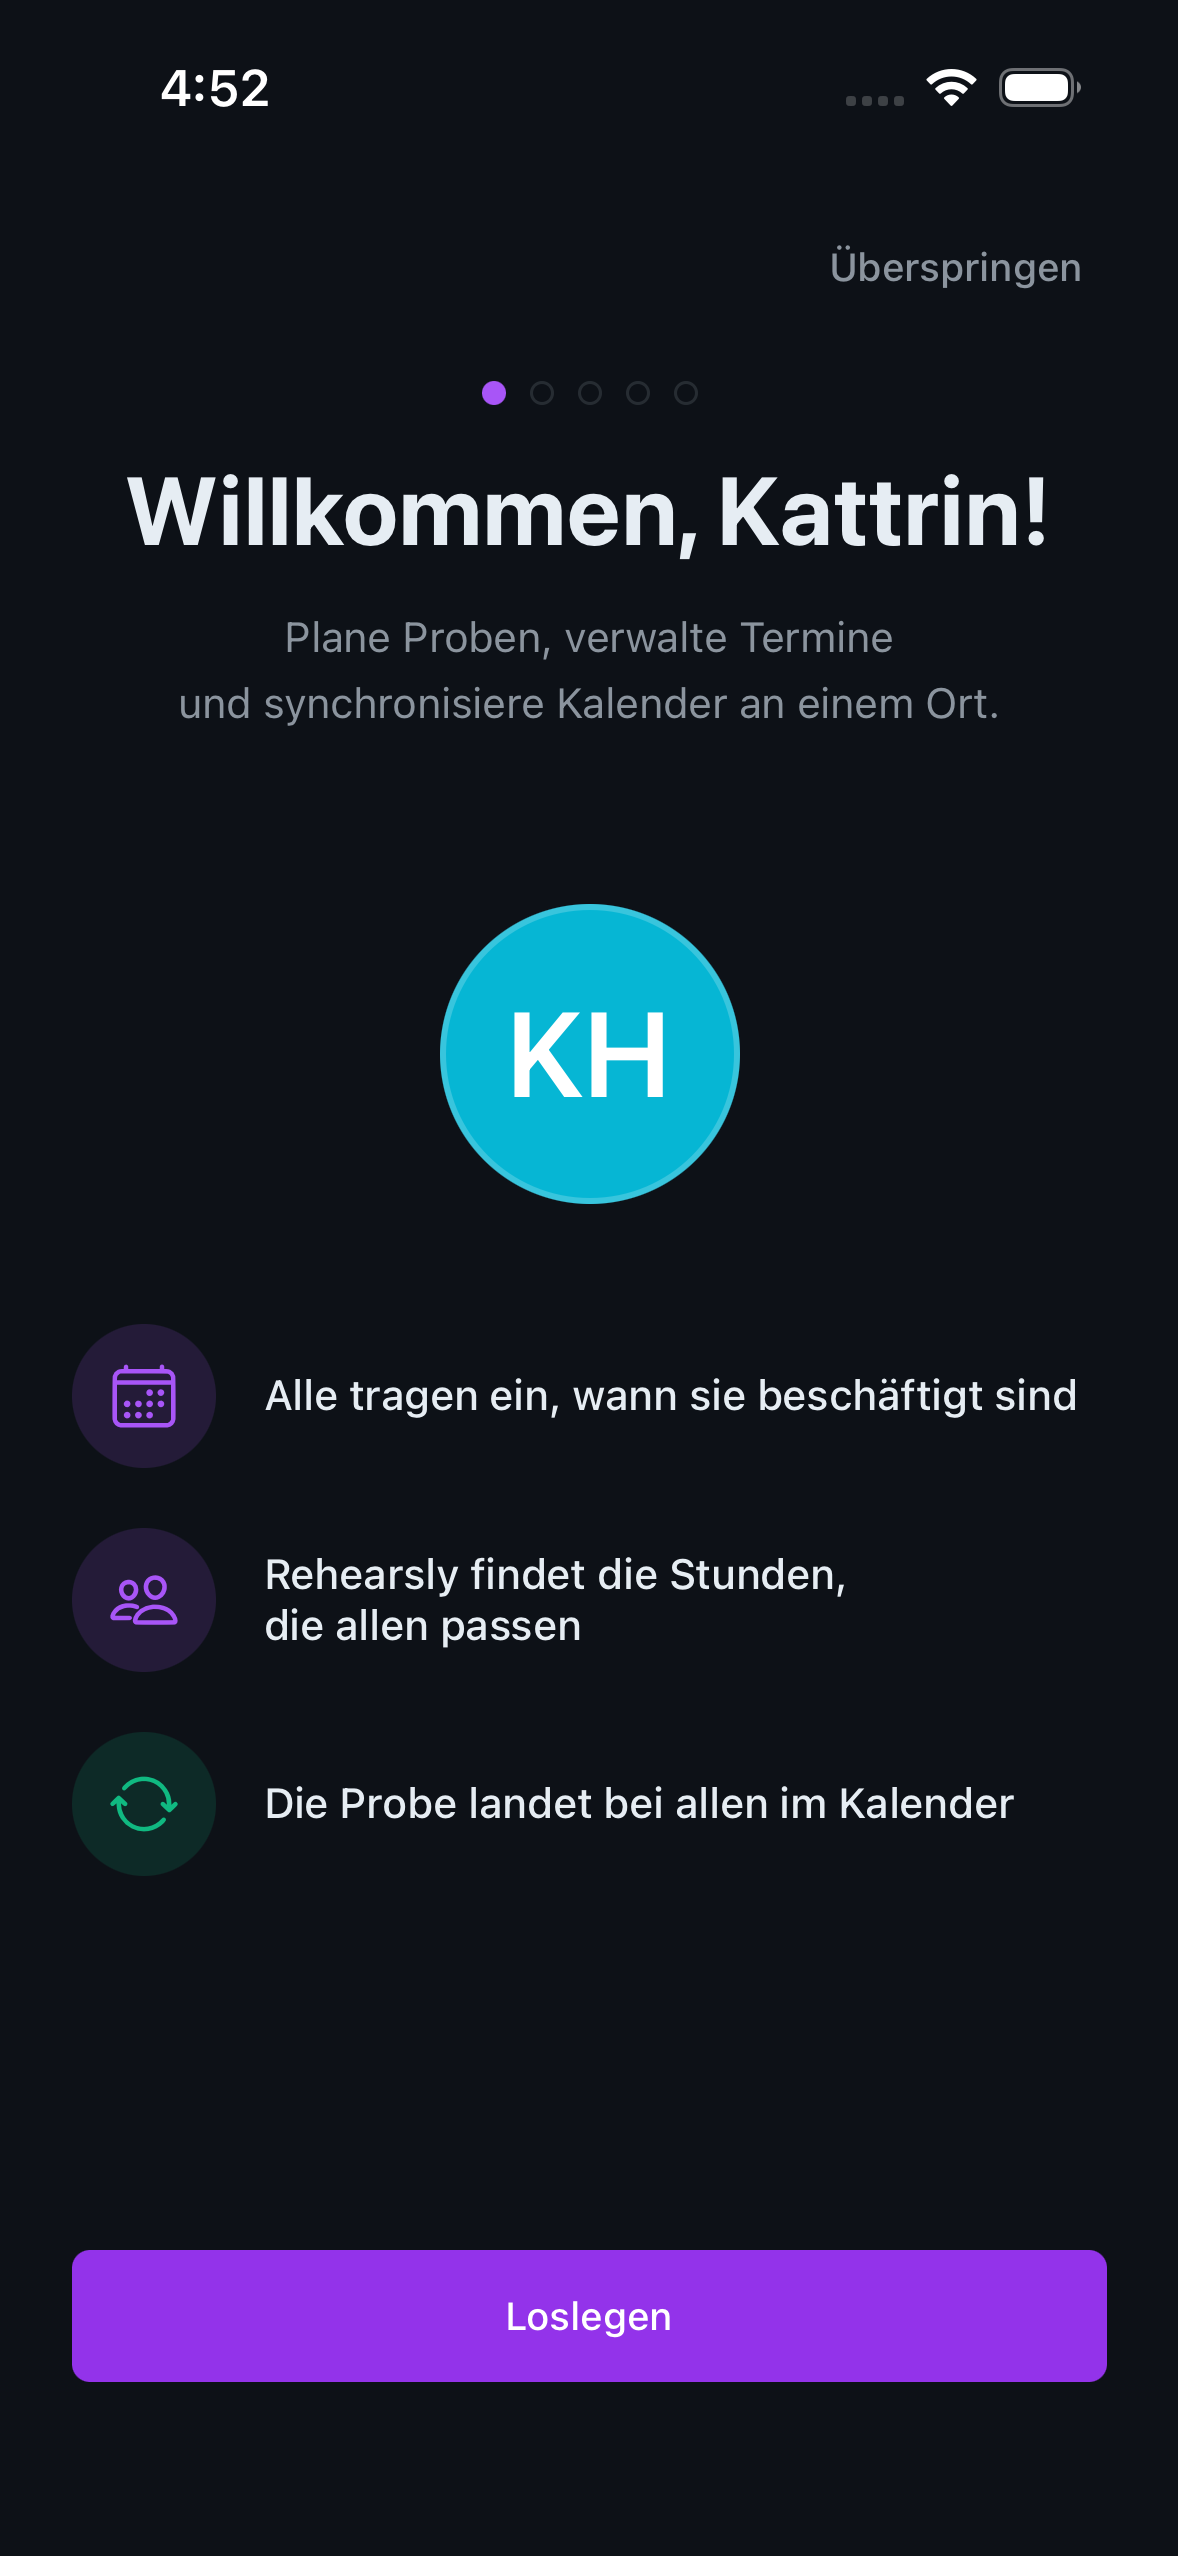 4:52
Überspringen
Willkommen, Kattrin!
Plane Proben, verwalte Termine
und synchronisiere Kalender an einem Ort.
KH
Alle tragen ein, wann sie beschäftigt sind
Rehearsly findet die Stunden,
die allen passen
Die Probe landet bei allen im Kalender
Loslegen